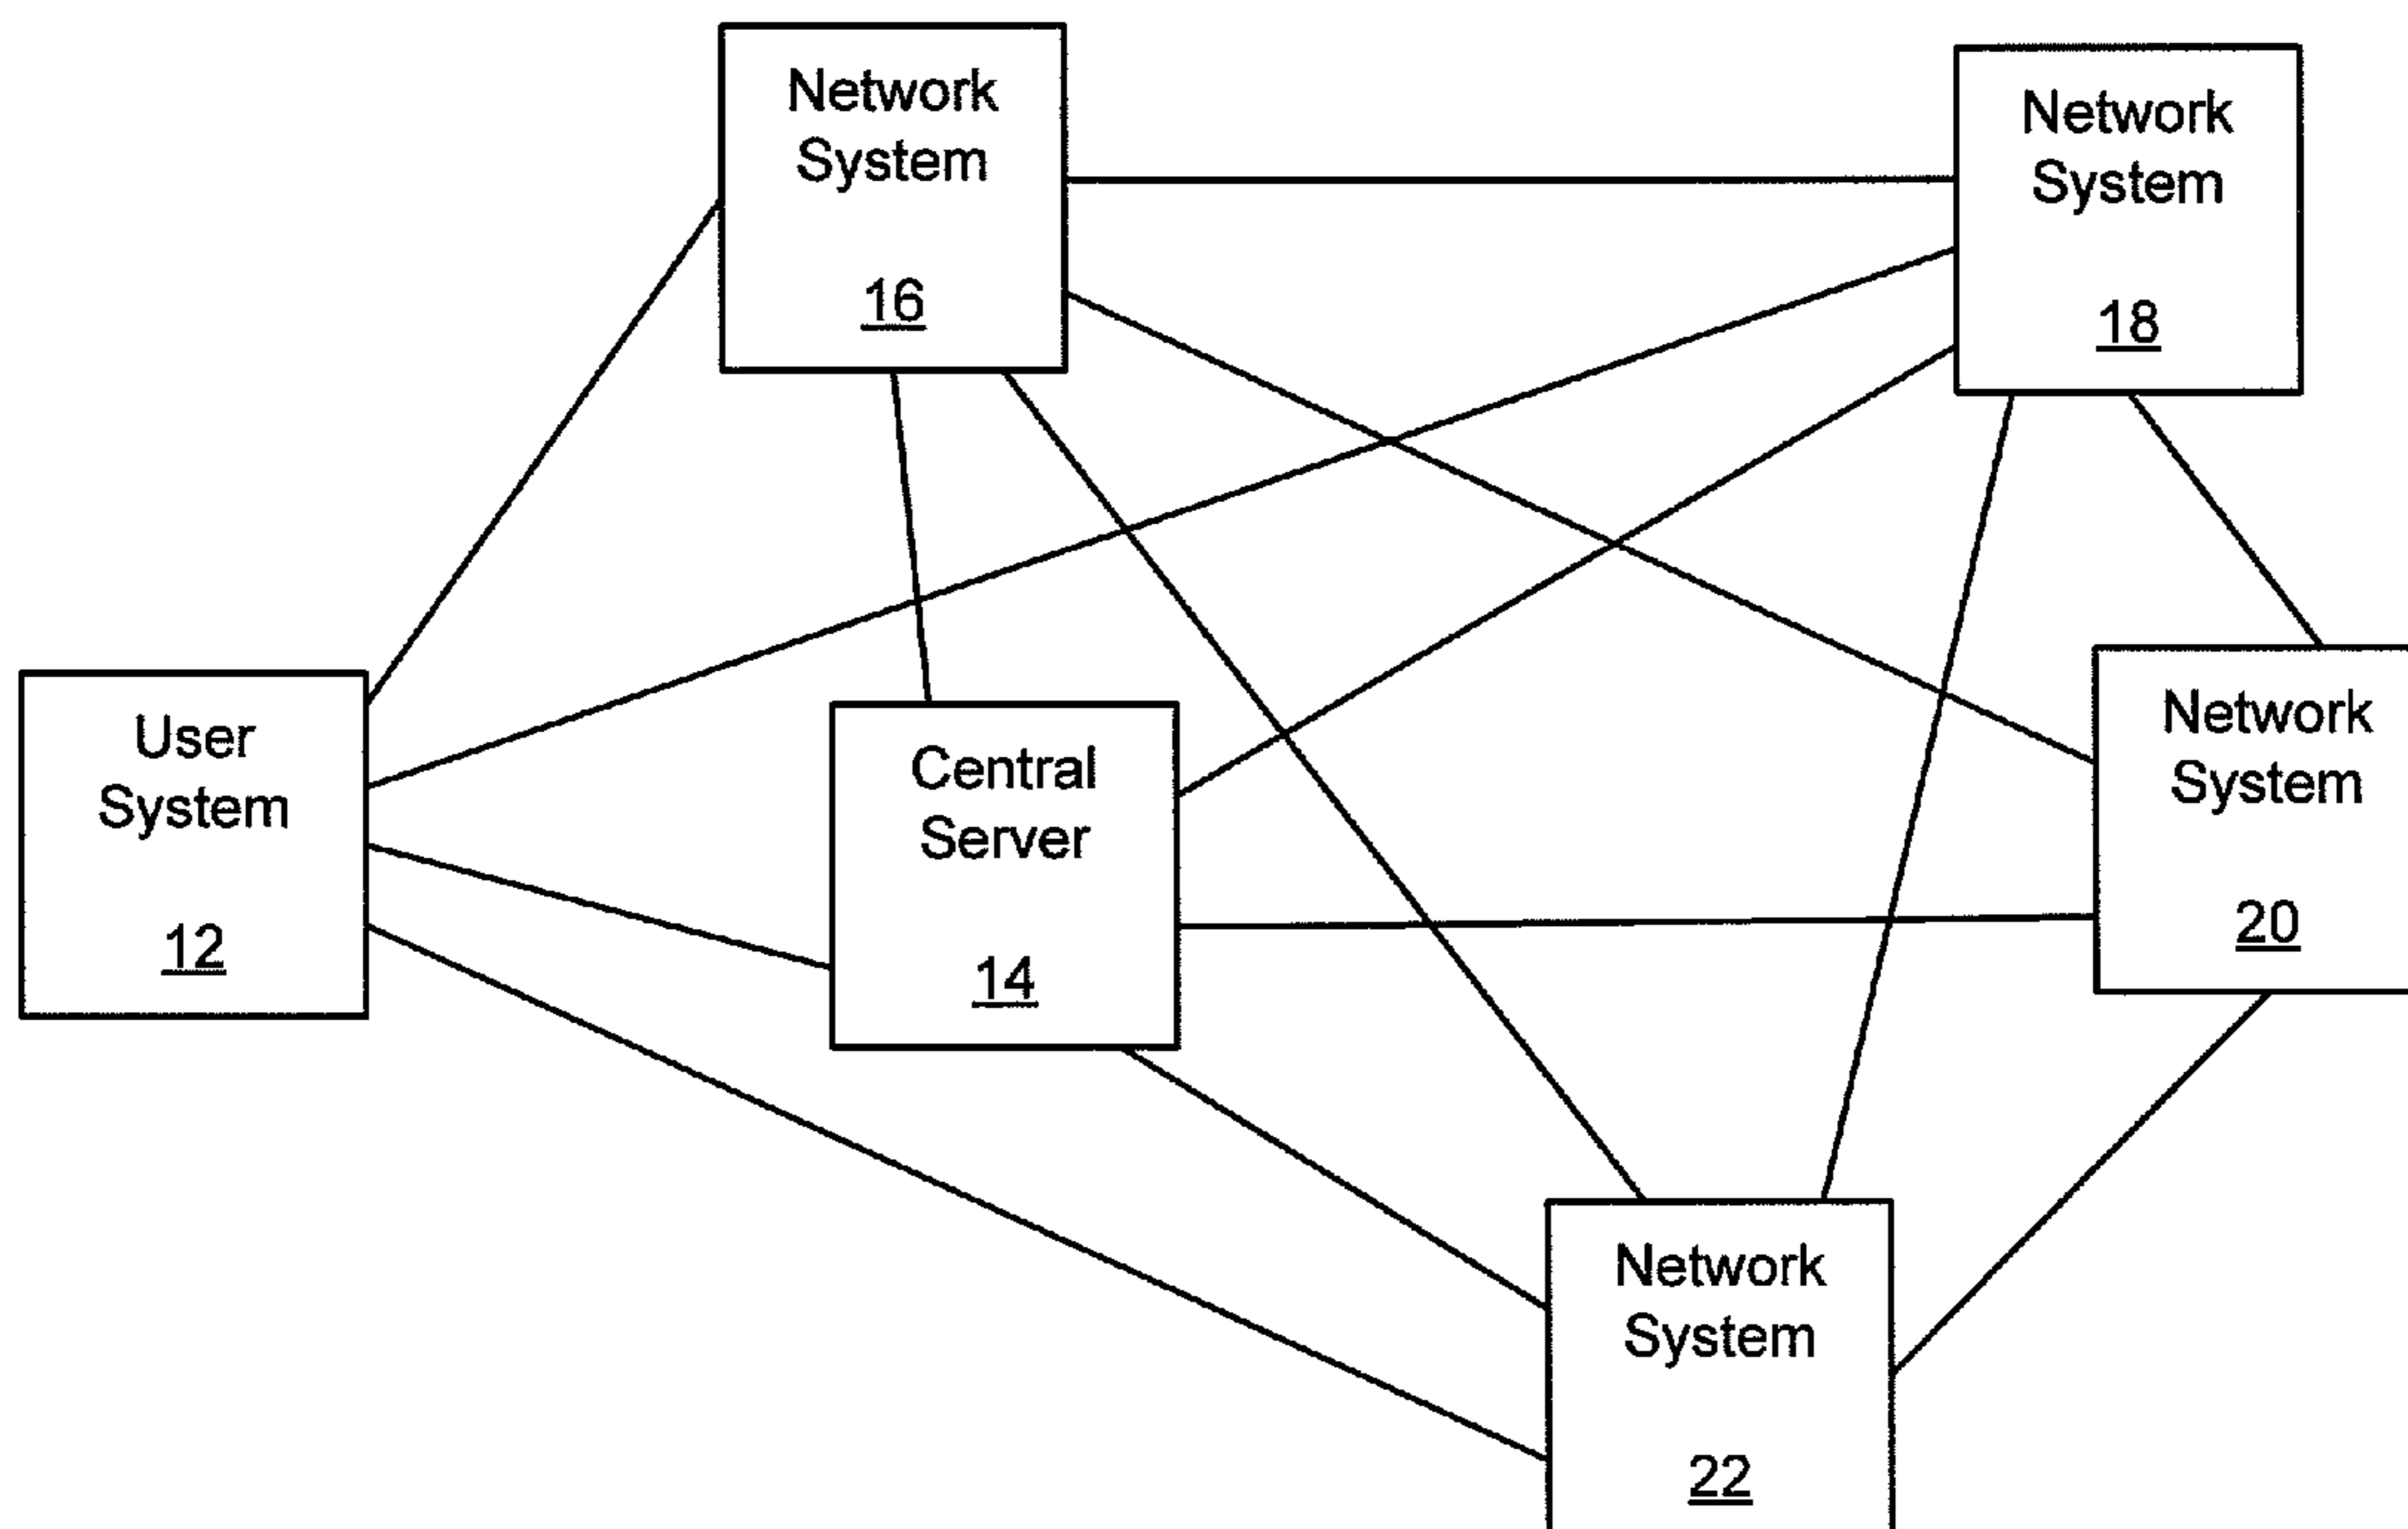 Network
System
16
Network
System
18
User
System
12
Central
Server
14
Network
System
20
Network
System
22